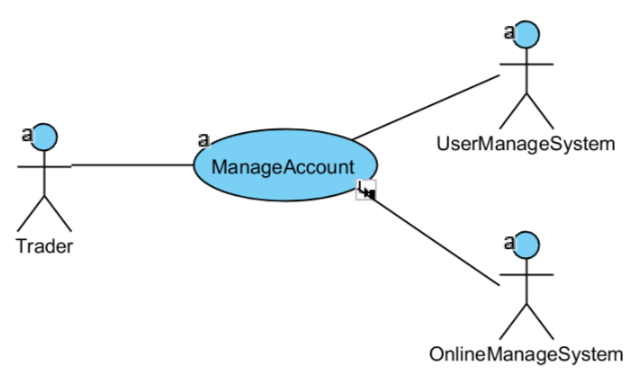 a
UserManageSystem
a
a
ManageAccount
Trader
a
OnlineManageSystem